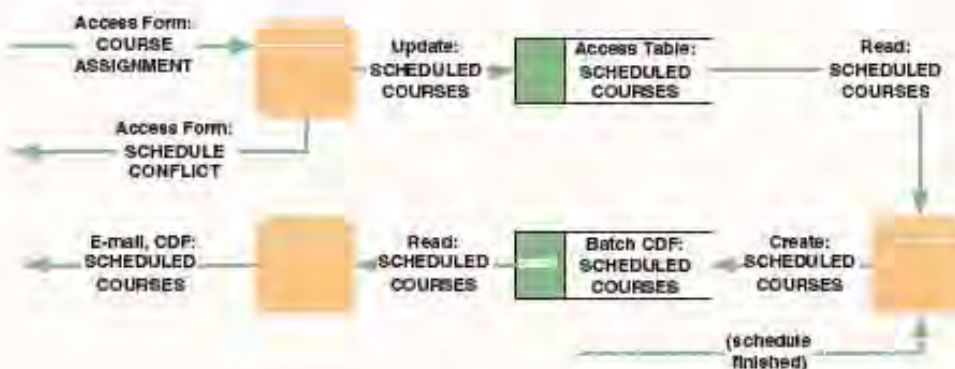 Access Form:
COURSE
ASSIGNMENT
Update:
SCHEDULED
COURSES
Access Table:
SCHEDULED
COURSES
Read:
SCHEDULED
COURSES
Access Form:
SCHEDULE
CONFLICT
E-mail, CDF:
SCHEDULED
COURSES
Read:
SCHEDULED
COURSES
Batch CDF:
SCHEDULED
COURSES
Create:
SCHEDULED
COURSES
(schedule
finished)